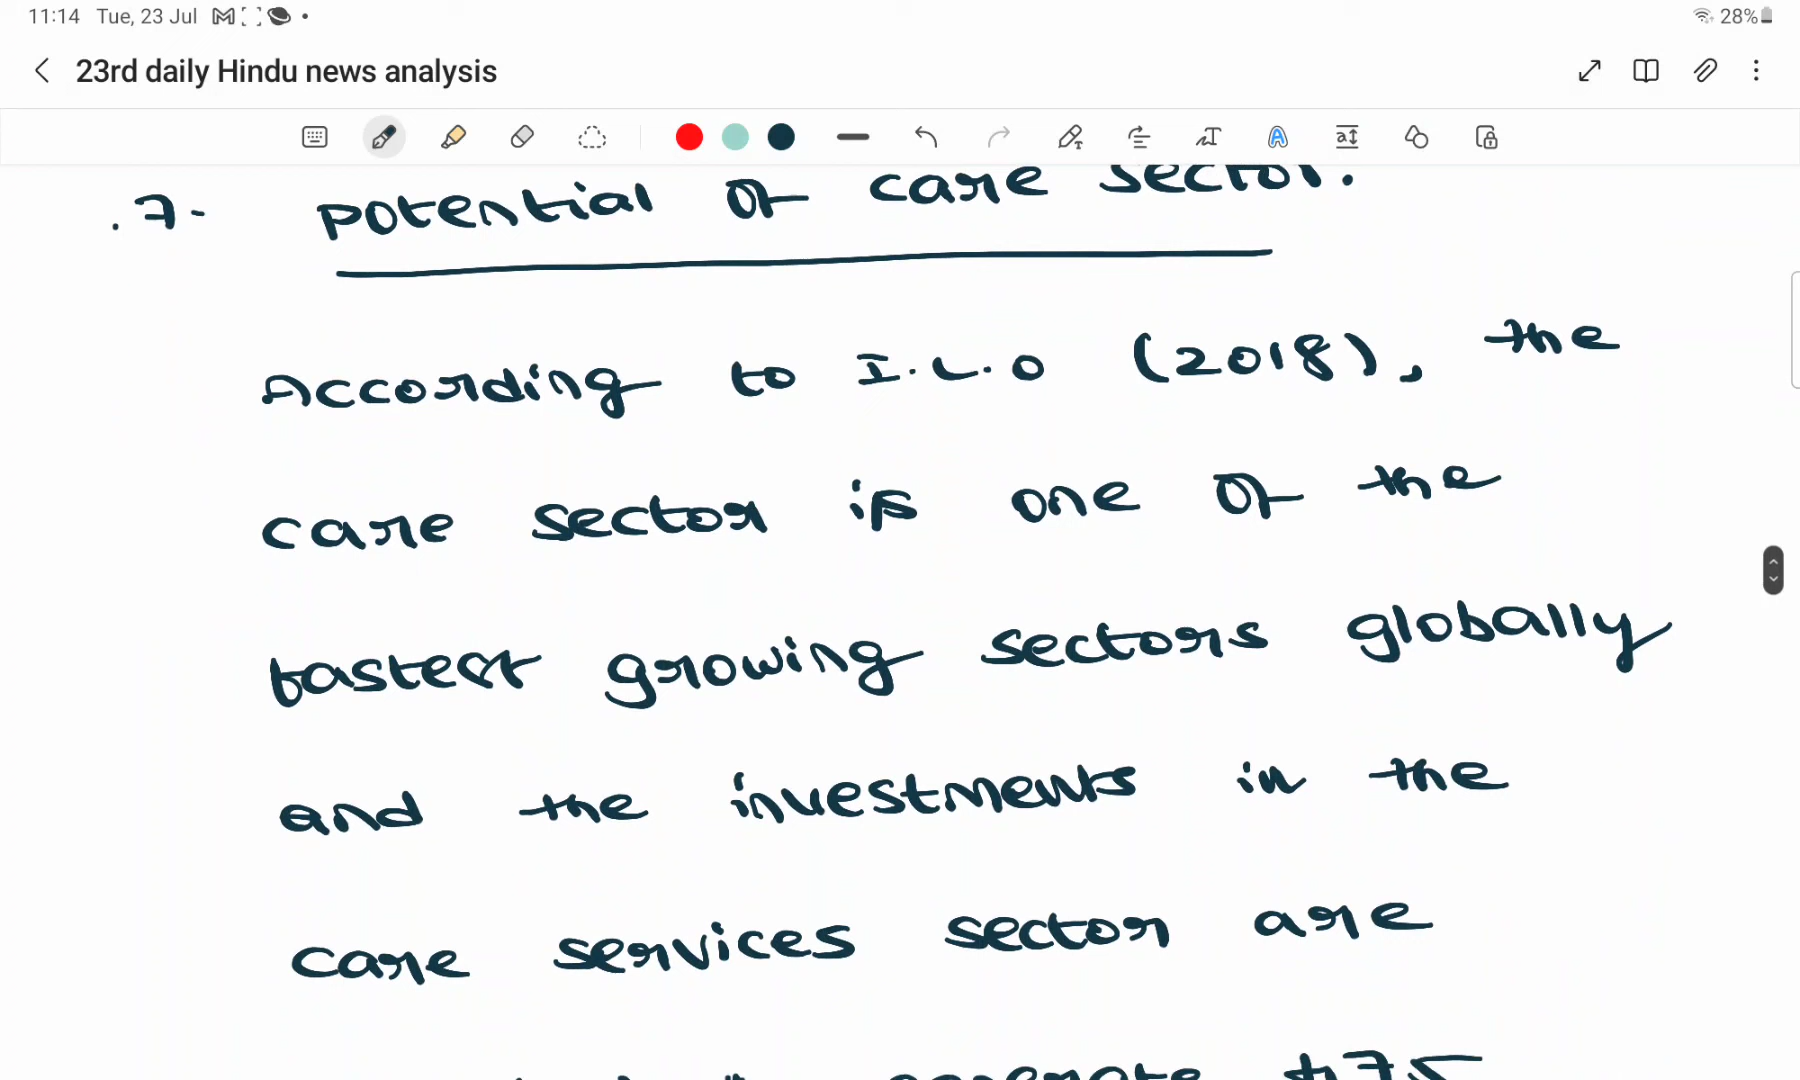 11:14 Tue, 23 Jul
28%
23rd daily Hindu news analysis
.7- Potential of care sector.
According to I.L.O (2018), the
care sector is one of the
fastest growing sectors globally
and the investments in the
care services sector are
generate 475